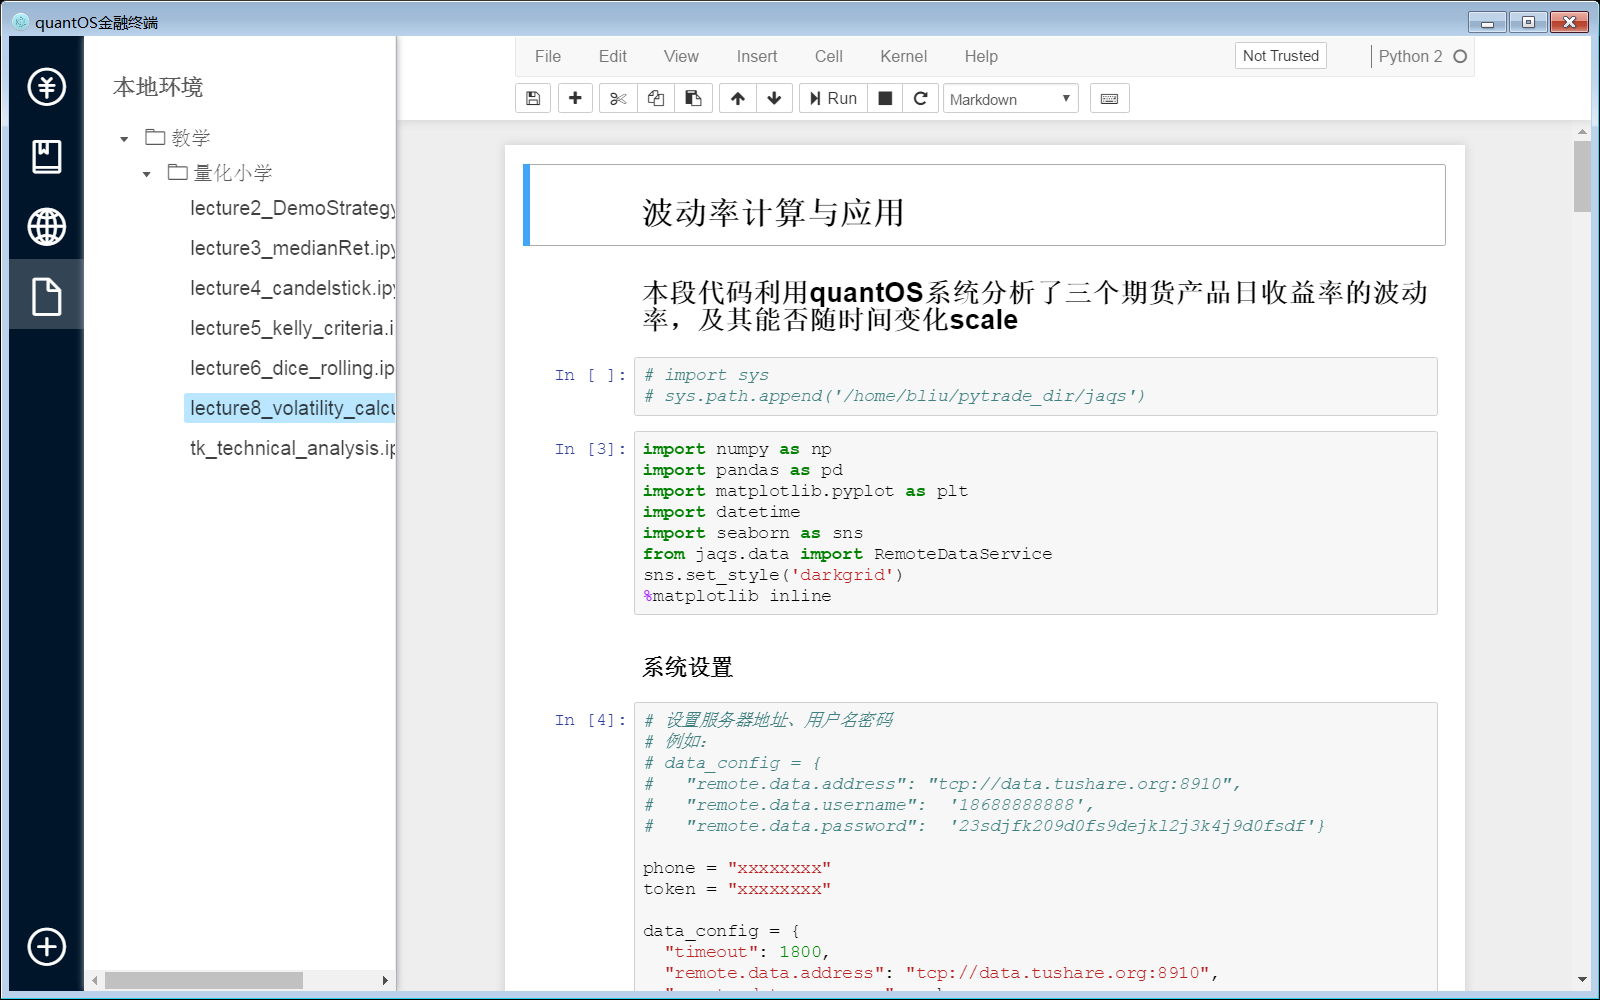 quantOS金融终端
本地环境
教学
量化小学
lecture2_DemoStrategy
lecture3_medianRet.ipy
lecture4_candelstick.ipy
lecture5_kelly_criteria.i
lecture6_dice_rolling.ip
lecture8_volatility_calcu
tk_technical_analysis.ip
File Edit View Insert Cell Kernel Help Not Trusted Python 2
Run Markdown
波动率计算与应用
本段代码利用quantOS系统分析了三个期货产品日收益率的波动
率，及其能否随时间变化scale
In [ ]: # import sys
# sys.path.append('/home/bliu/pytrade_dir/jaqs')
In [3]: import numpy as np
import pandas as pd
import matplotlib.pyplot as plt
import datetime
import seaborn as sns
from jaqs.data import RemoteDataService
sns.set_style('darkgrid')
%matplotlib inline
系统设置
In [4]: # 设置服务器地址、用户名密码
# 例如：
# data_config = {
#   "remote.data.address": "tcp://data.tushare.org:8910",
#   "remote.data.username":  '18688888888',
#   "remote.data.password":  '23sdjfk209d0fs9dejkl2j3k4j9d0fsdf'}
phone = "xxxxxxxx"
token = "xxxxxxxx"
data_config = {
"timeout": 1800,
"remote.data.address": "tcp://data.tushare.org:8910",